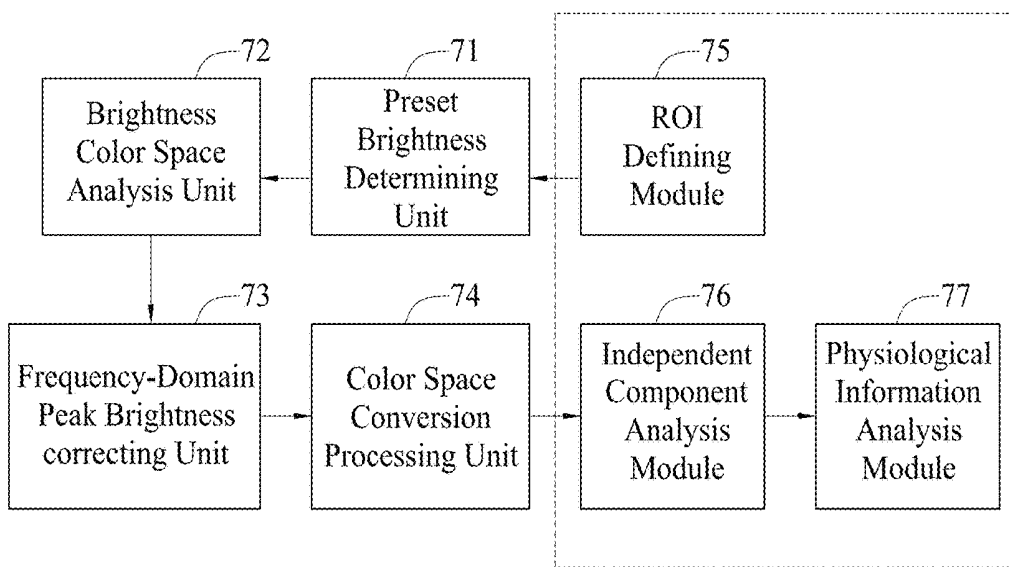 72
Brightness
Color Space
Analysis Unit
71
Preset
Brightness
Determining
Unit
75
ROI
Defining
Module
73
Frequency-Domain
Peak Brightness
correcting Unit
74
Color Space
Conversion
Processing Unit
76
Independent
Component
Analysis
Module
77
Physiological
Information
Analysis
Module